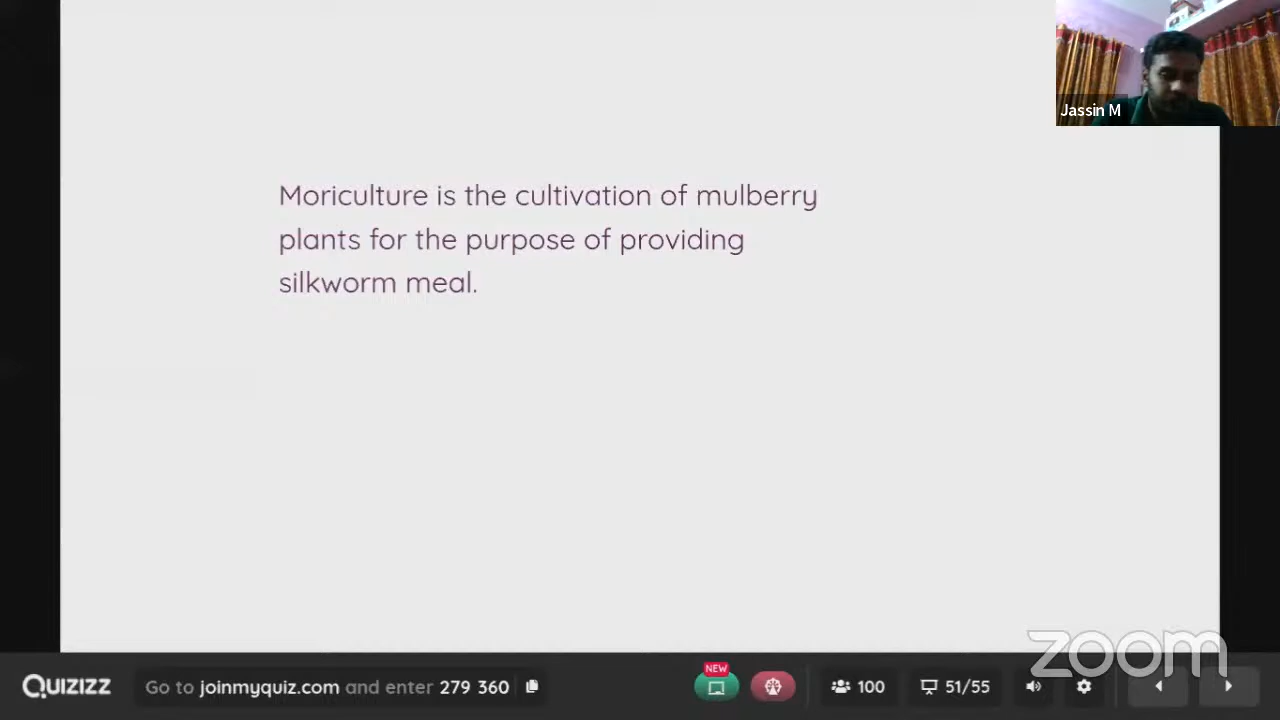 Jassin M
Moriculture is the cultivation of mulberry
plants for the purpose of providing
silkworm meal.
zoom
NEW
QUIZIZZ
Go to joinmyquiz.com and enter 279 360
100
51/55